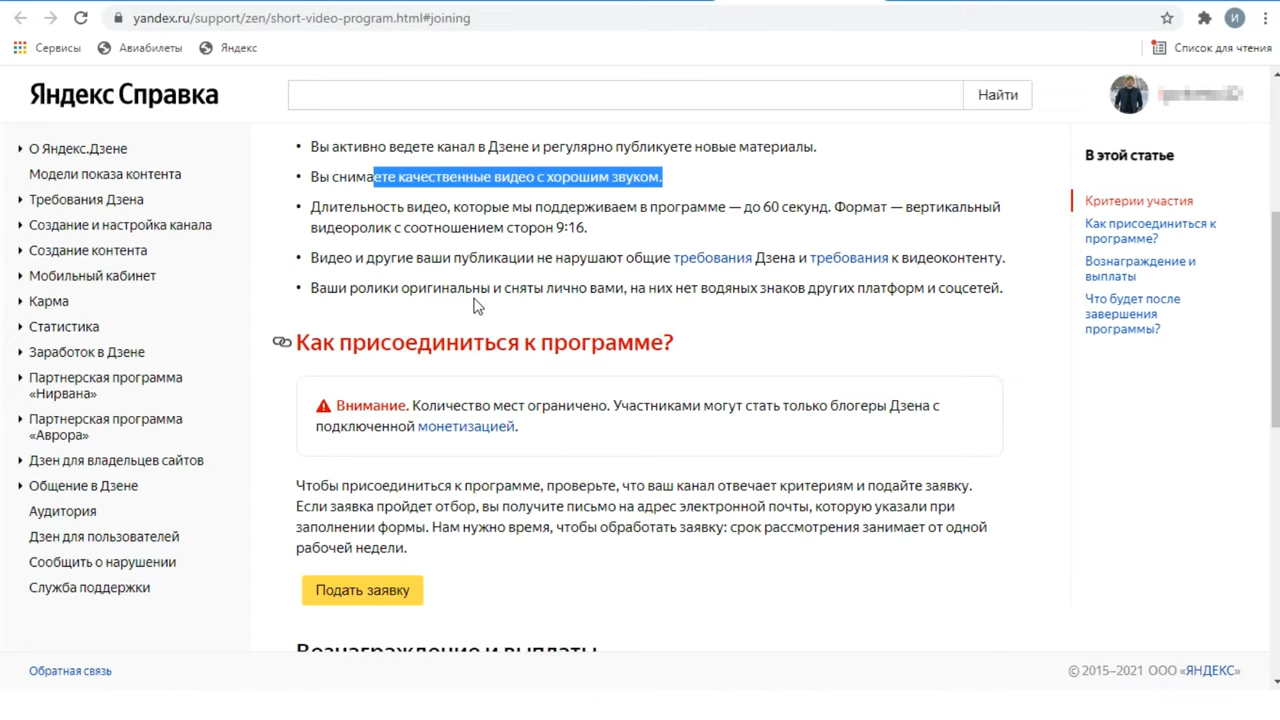 yandex.ru/support/zen/short-video-program.html#joining
И
Сервисы Авиабилеты Яндекс Список для чтения
Яндекс Справка
Найти
О Яндекс.Дзене
Модели показа контента
Требования Дзена
Создание и настройка канала
Создание контента
Мобильный кабинет
Карма
Статистика
Заработок в Дзене
Партнерская программа
«Нирвана»
Партнерская программа
«Аврора»
Дзен для владельцев сайтов
Общение в Дзене
Аудитория
Дзен для пользователей
Сообщить о нарушении
Служба поддержки
• Вы активно ведете канал в Дзене и регулярно публикуете новые материалы.
• Вы снимаете качественные видео с хорошим звуком.
• Длительность видео, которые мы поддерживаем в программе — до 60 секунд. Формат — вертикальный
видеоролик с соотношением сторон 9:16.
• Видео и другие ваши публикации не нарушают общие требования Дзена и требования к видеоконтенту.
• Ваши ролики оригинальны и сняты лично вами, на них нет водяных знаков других платформ и соцсетей.
Как присоединиться к программе?
Внимание. Количество мест ограничено. Участниками могут стать только блогеры Дзена с
подключенной монетизацией.
Чтобы присоединиться к программе, проверьте, что ваш канал отвечает критериям и подайте заявку.
Если заявка пройдет отбор, вы получите письмо на адрес электронной почты, которую указали при
заполнении формы. Нам нужно время, чтобы обработать заявку: срок рассмотрения занимает от одной
рабочей недели.
Подать заявку
Вознаграждение и выплаты
В этой статье
Критерии участия
Как присоединиться к
программе?
Вознаграждение и
выплаты
Что будет после
завершения
программы?
Обратная связь
© 2015–2021 ООО «ЯНДЕКС»